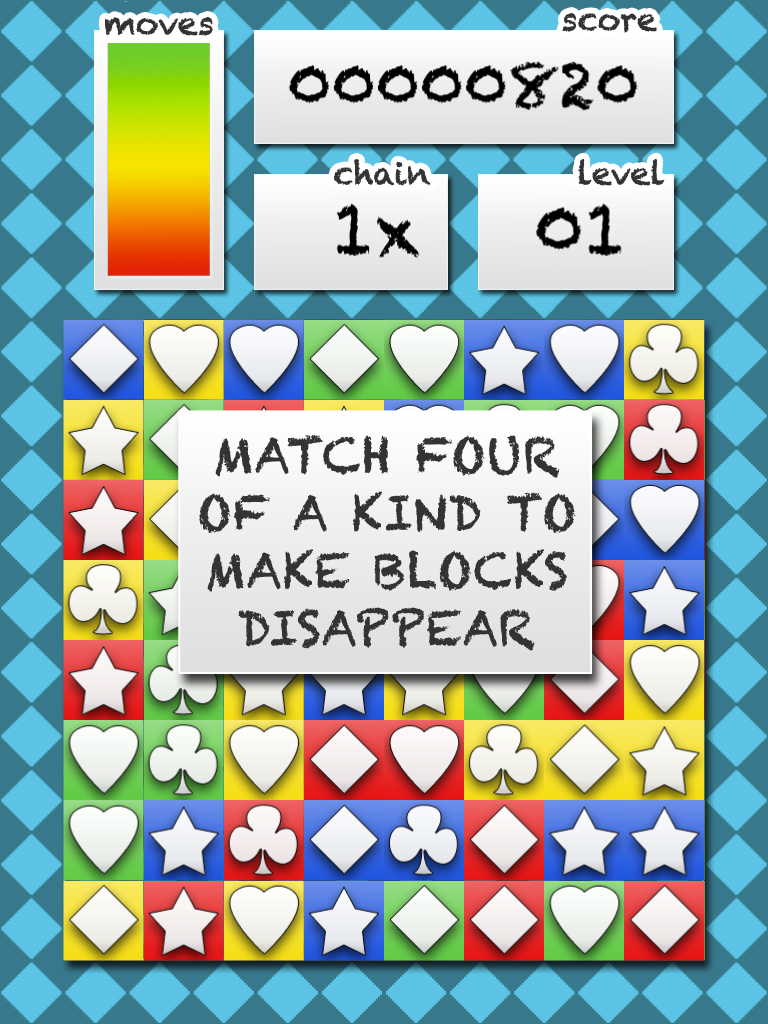 moves
score
00000820
chain
level
1x
01
MATCH FOUR
OF A KIND TO
MAKE BLOCKS
DISAPPEAR